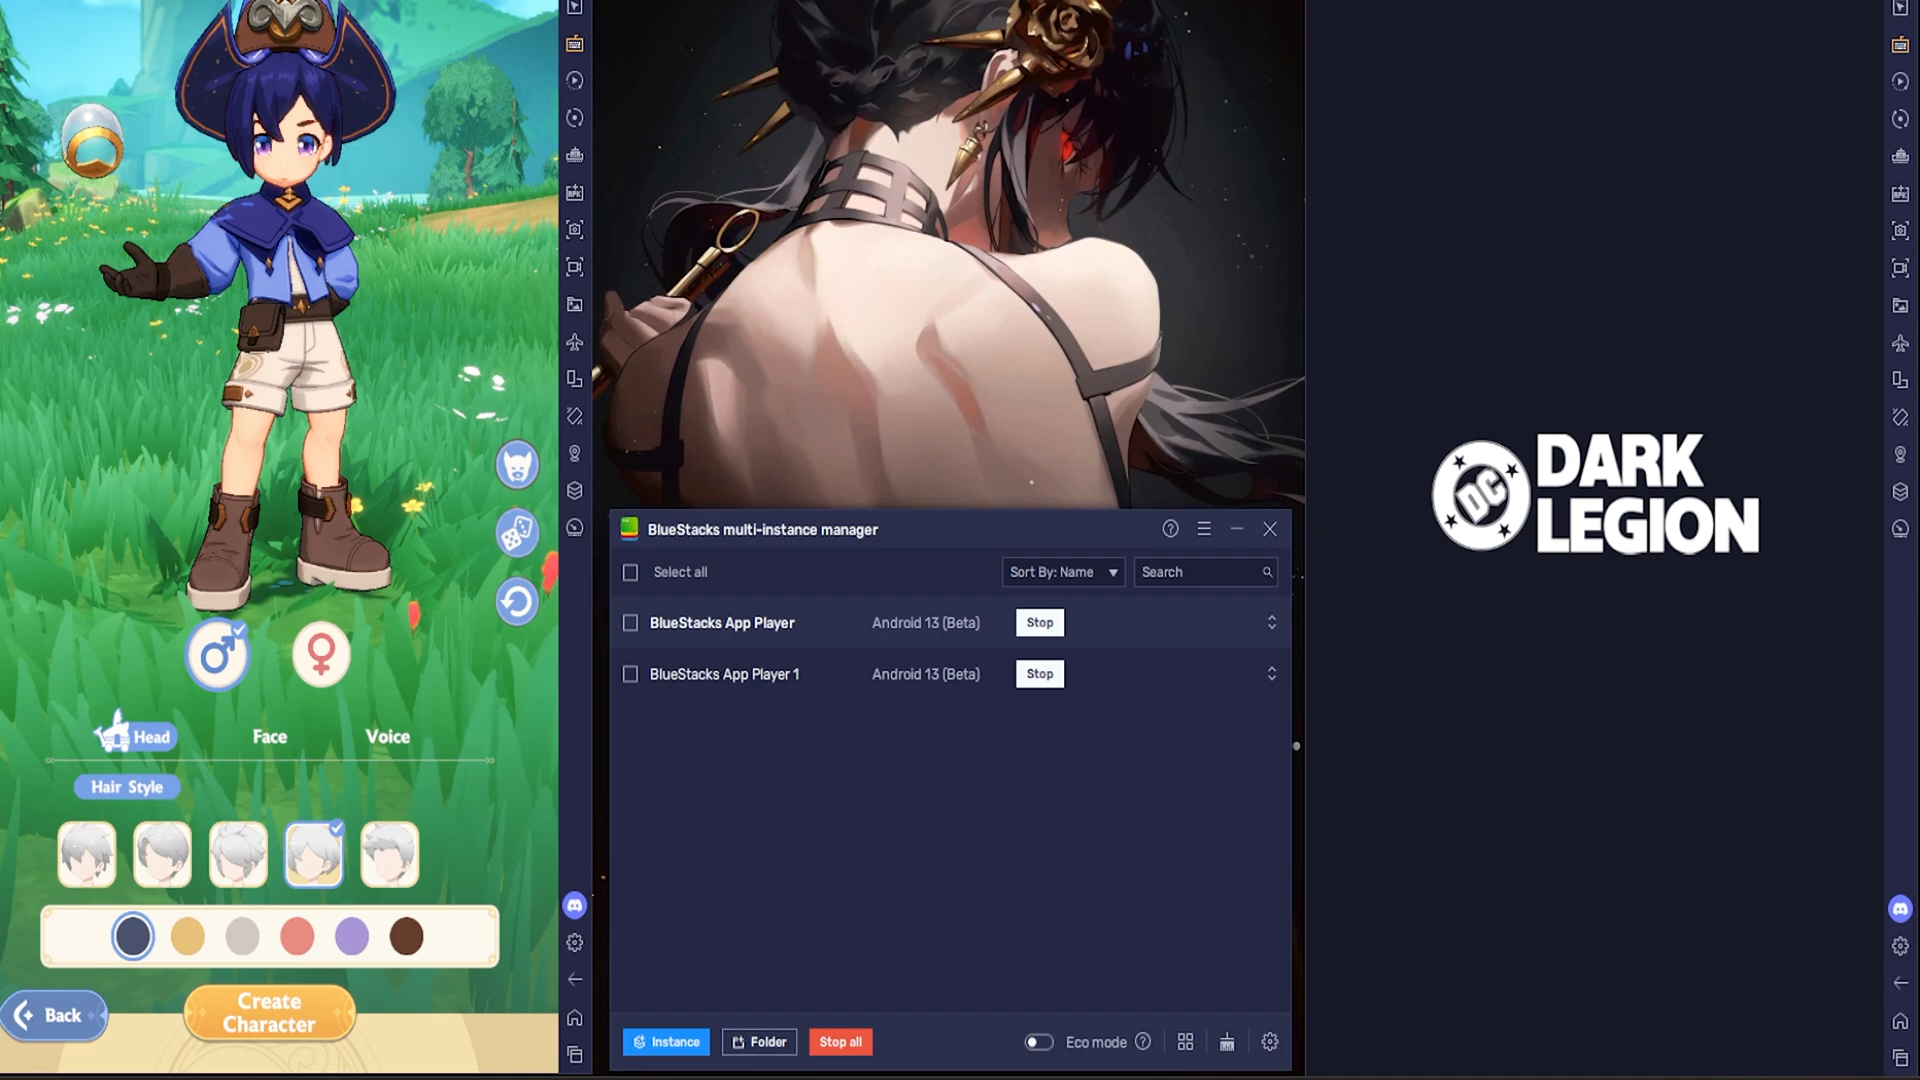 Head
Face
Voice
Hair Style
Back
Create
Character
BlueStacks multi-instance manager
Select all
Sort By: Name
Search
BlueStacks App Player
Android 13 (Beta)
Stop
BlueStacks App Player 1
Android 13 (Beta)
Stop
Instance
Folder
Stop all
Eco mode
DC
DARK
LEGION